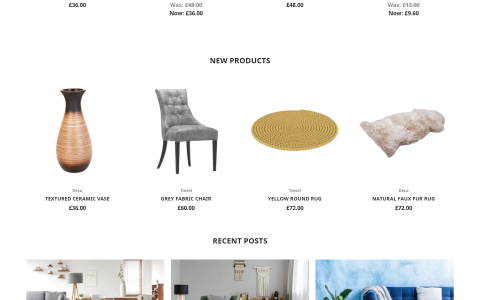 £36.00
Was: £48.00
Now: £36.00
£48.00
Was: £12.00
Now: £9.60
NEW PRODUCTS
Deco
TEXTURED CERAMIC VASE
£36.00
Tinsel
GREY FABRIC CHAIR
£60.00
Tinsel
YELLOW ROUND RUG
£72.00
Deco
NATURAL FAUX FUR RUG
£72.00
RECENT POSTS